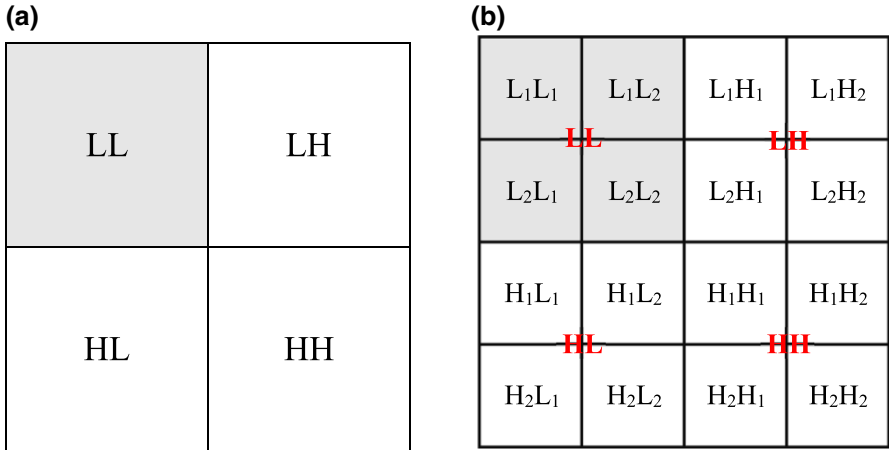 (a)
LL LH
HL HH
(b)
L₁L₁ L₁L₂ L₁H₁ L₁H₂
LL LH
L₂L₁ L₂L₂ L₂H₁ L₂H₂
H₁L₁ H₁L₂ H₁H₁ H₁H₂
HL HH
H₂L₁ H₂L₂ H₂H₁ H₂H₂